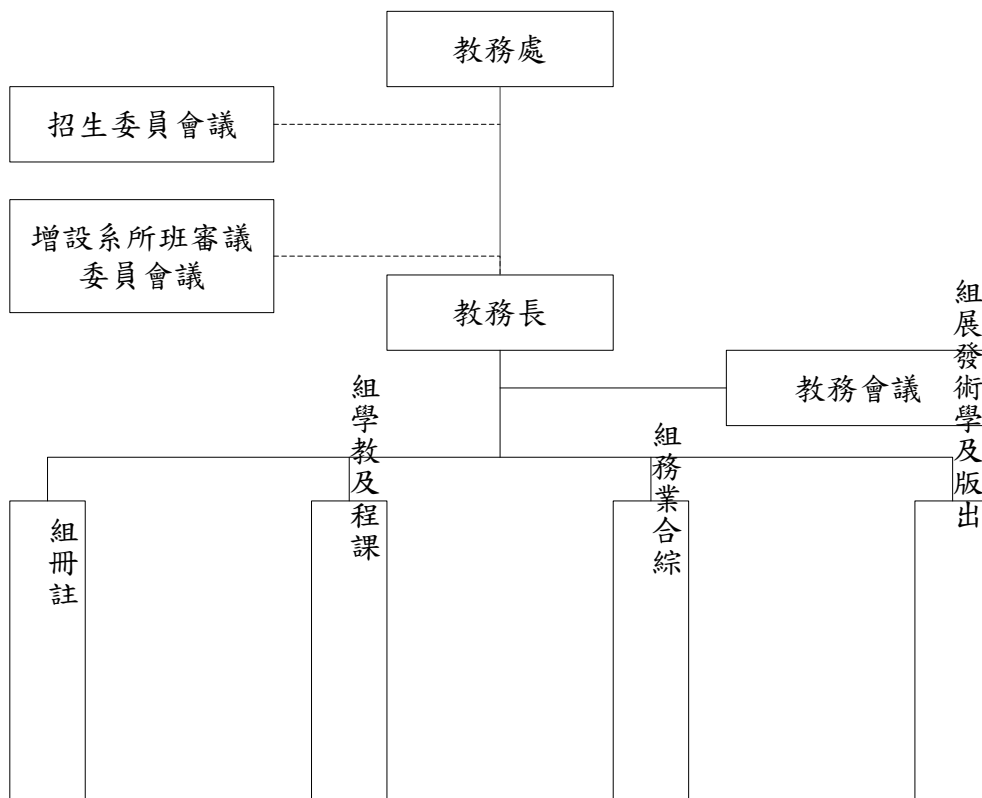 教務處
招生委員會議
增設系所班審議
委員會議
教務長
教務會議
註冊組
課程及教學組
綜合業務組
出版及學術發展組